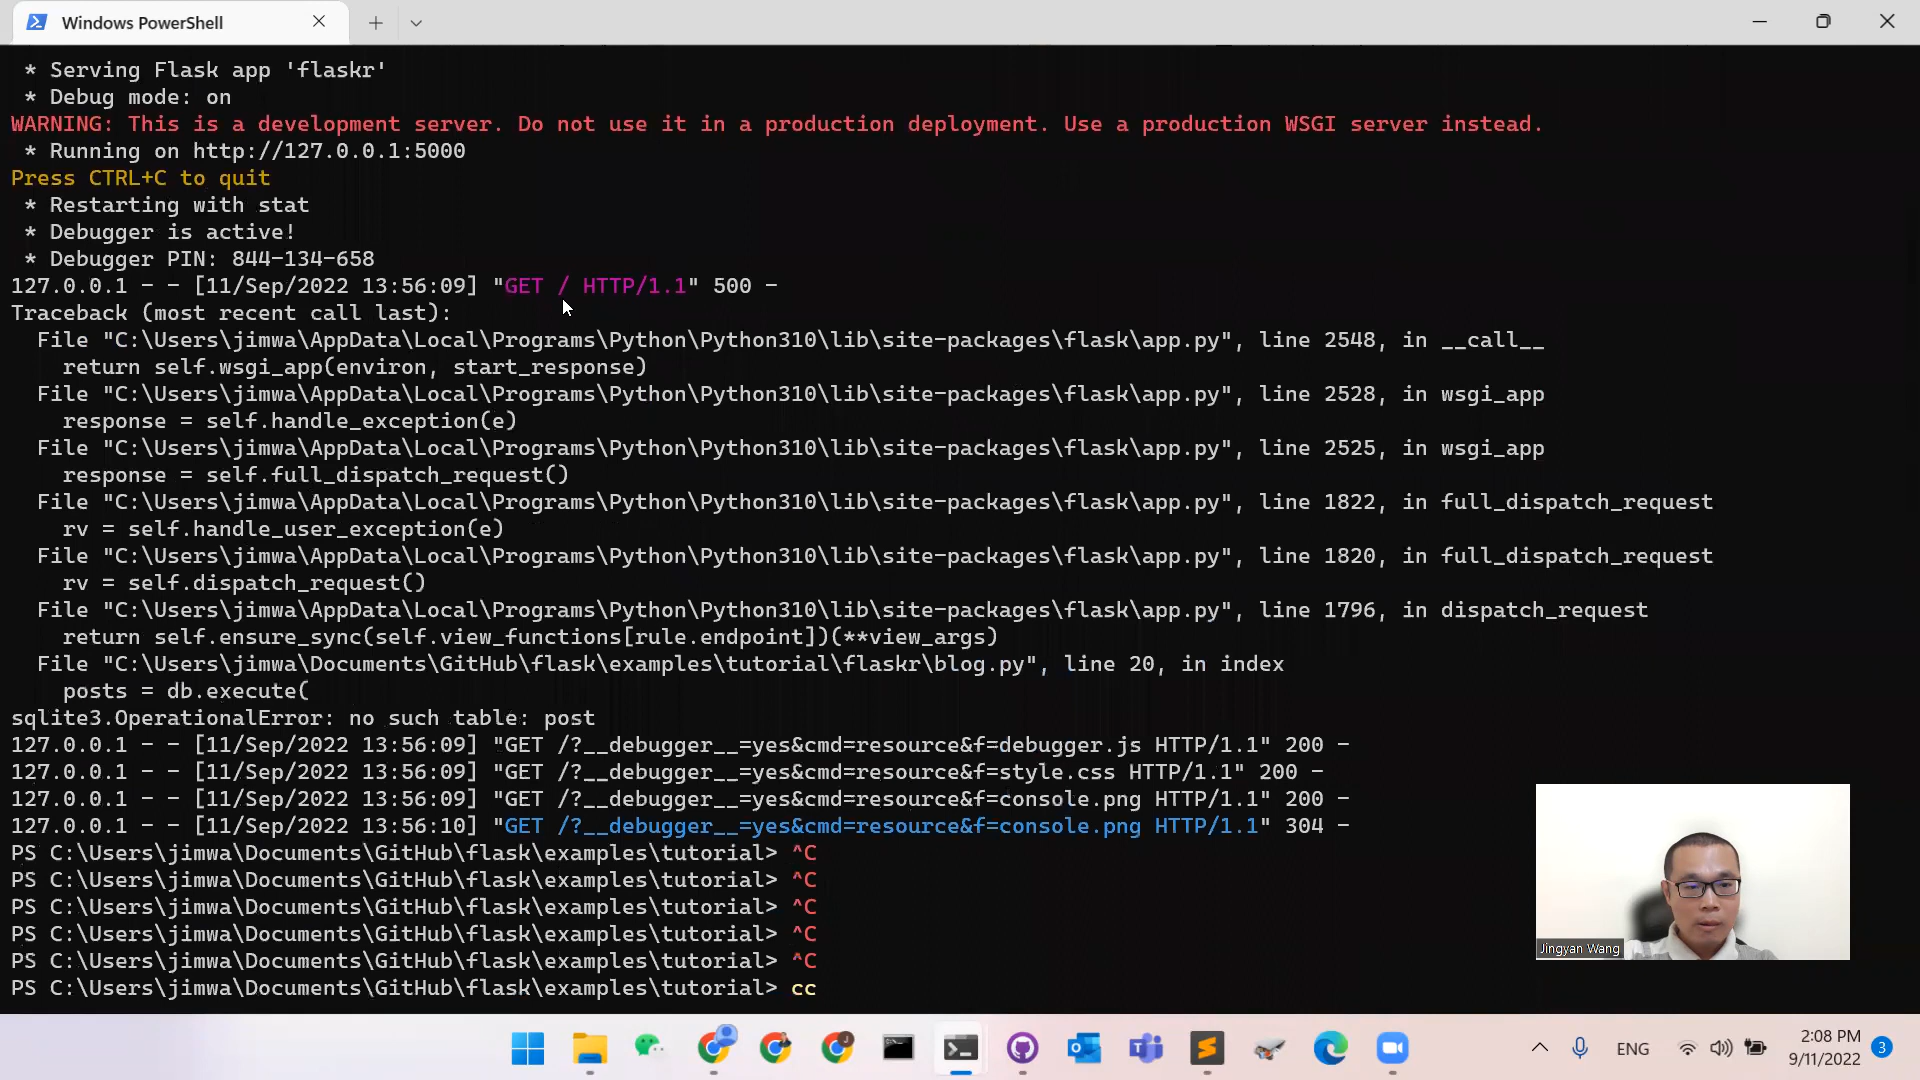 Windows PowerShell
* Serving Flask app 'flaskr'
* Debug mode: on
WARNING: This is a development server. Do not use it in a production deployment. Use a production WSGI server instead.
* Running on http://127.0.0.1:5000
Press CTRL+C to quit
* Restarting with stat
* Debugger is active!
* Debugger PIN: 844-134-658
127.0.0.1 - - [11/Sep/2022 13:56:09] "GET / HTTP/1.1" 500 -
Traceback (most recent call last):
File "C:\Users\jimwa\AppData\Local\Programs\Python\Python310\lib\site-packages\flask\app.py", line 2548, in __call__
return self.wsgi_app(environ, start_response)
File "C:\Users\jimwa\AppData\Local\Programs\Python\Python310\lib\site-packages\flask\app.py", line 2528, in wsgi_app
response = self.handle_exception(e)
File "C:\Users\jimwa\AppData\Local\Programs\Python\Python310\lib\site-packages\flask\app.py", line 2525, in wsgi_app
response = self.full_dispatch_request()
File "C:\Users\jimwa\AppData\Local\Programs\Python\Python310\lib\site-packages\flask\app.py", line 1822, in full_dispatch_request
rv = self.handle_user_exception(e)
File "C:\Users\jimwa\AppData\Local\Programs\Python\Python310\lib\site-packages\flask\app.py", line 1820, in full_dispatch_request
rv = self.dispatch_request()
File "C:\Users\jimwa\AppData\Local\Programs\Python\Python310\lib\site-packages\flask\app.py", line 1796, in dispatch_request
return self.ensure_sync(self.view_functions[rule.endpoint])(**view_args)
File "C:\Users\jimwa\Documents\GitHub\flask\examples\tutorial\flaskr\blog.py", line 20, in index
posts = db.execute(
sqlite3.OperationalError: no such table: post
127.0.0.1 - - [11/Sep/2022 13:56:09] "GET /?__debugger__=yes&cmd=resource&f=debugger.js HTTP/1.1" 200 -
127.0.0.1 - - [11/Sep/2022 13:56:09] "GET /?__debugger__=yes&cmd=resource&f=style.css HTTP/1.1" 200 -
127.0.0.1 - - [11/Sep/2022 13:56:09] "GET /?__debugger__=yes&cmd=resource&f=console.png HTTP/1.1" 200 -
127.0.0.1 - - [11/Sep/2022 13:56:10] "GET /?__debugger__=yes&cmd=resource&f=console.png HTTP/1.1" 304 -
PS C:\Users\jimwa\Documents\GitHub\flask\examples\tutorial> ^C
PS C:\Users\jimwa\Documents\GitHub\flask\examples\tutorial> ^C
PS C:\Users\jimwa\Documents\GitHub\flask\examples\tutorial> ^C
PS C:\Users\jimwa\Documents\GitHub\flask\examples\tutorial> ^C
PS C:\Users\jimwa\Documents\GitHub\flask\examples\tutorial> ^C
PS C:\Users\jimwa\Documents\GitHub\flask\examples\tutorial> cc
Jingyan Wang
ENG
2:08 PM
9/11/2022
3